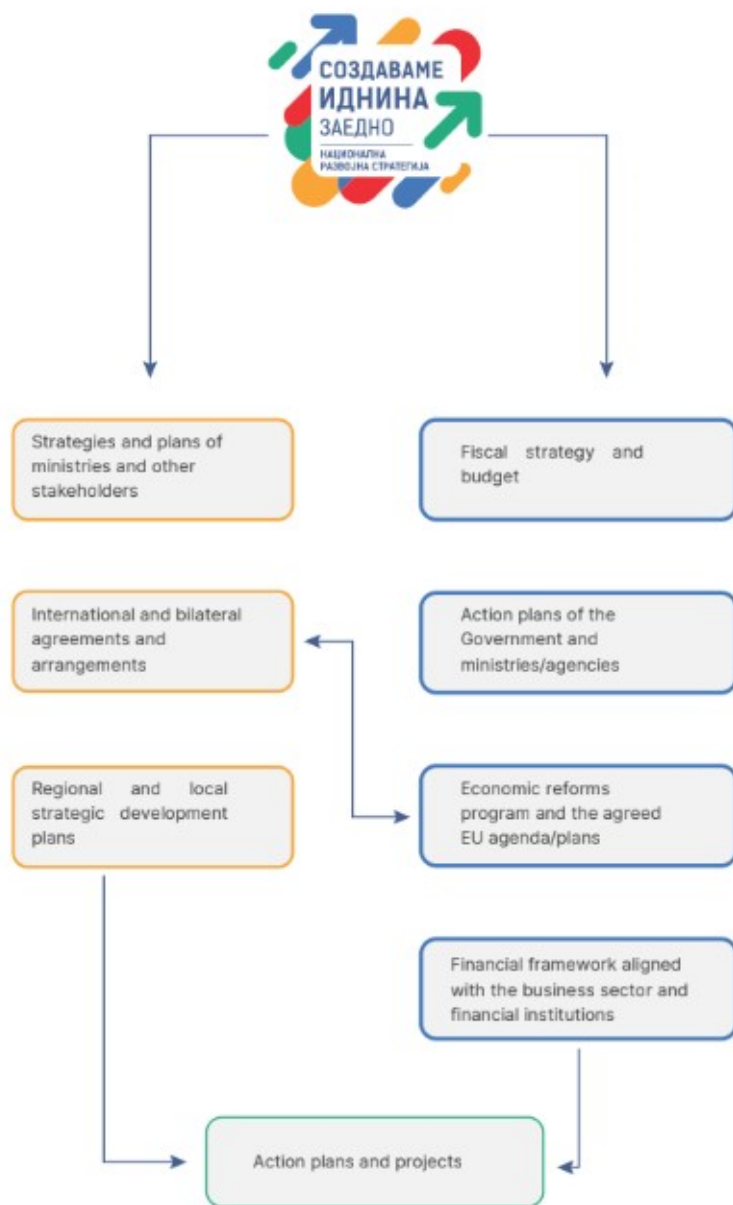 СОЗДАВАМЕ
ИДНИНА
ЗАЕДНО
НАЦИОНАЛНА
РАЗВОЈНА СТРАТЕГИЈА
Strategies and plans of
ministries and other
stakeholders
Fiscal strategy and
budget
International and bilateral
agreements and
arrangements
Action plans of the
Government and
ministries/agencies
Regional and local
strategic development
plans
Economic reforms
program and the agreed
EU agenda/plans
Financial framework aligned
with the business sector and
financial institutions
Action plans and projects